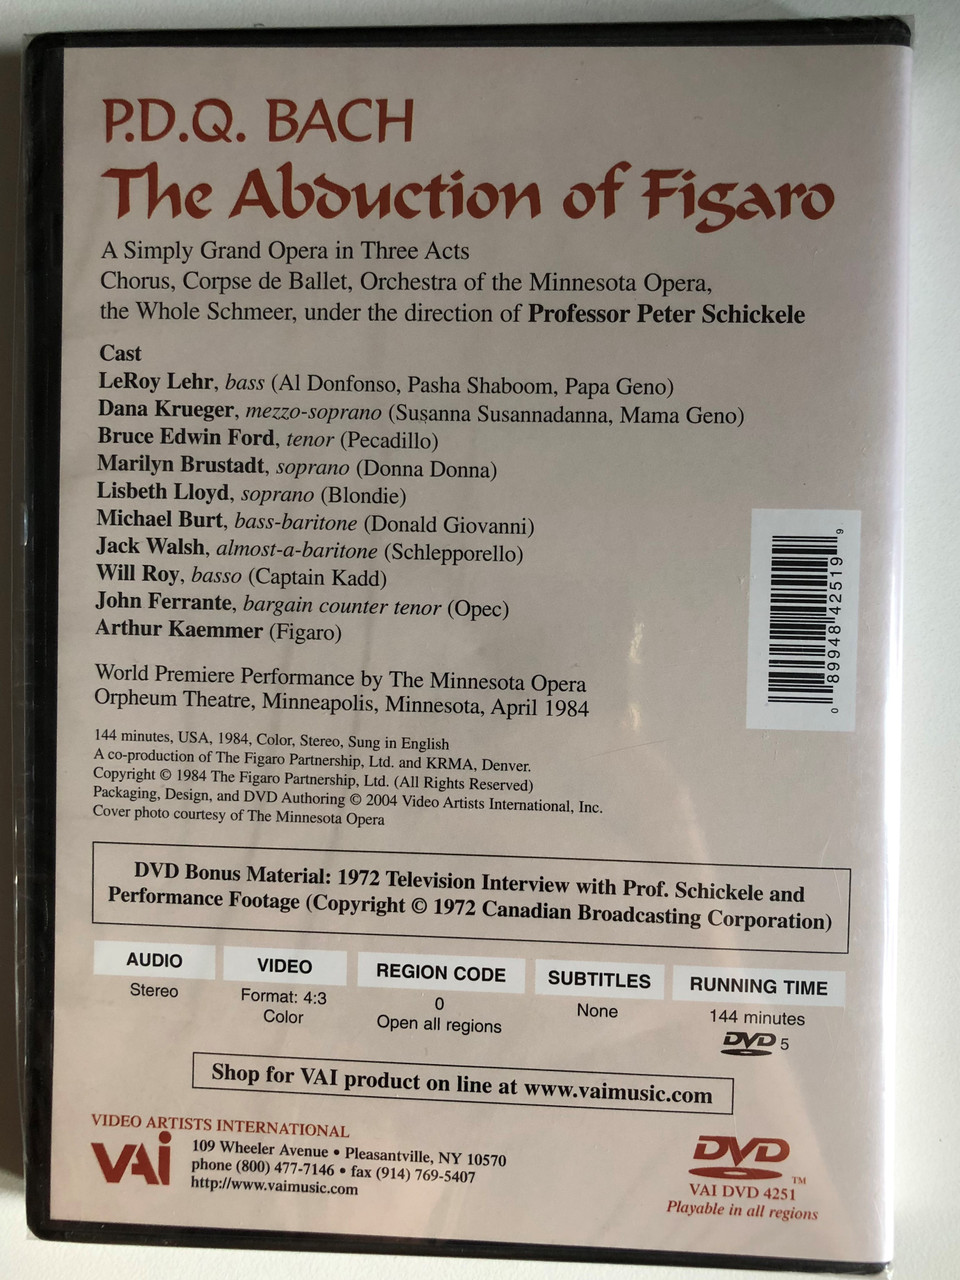 P.D.Q. BACH
The Abduction of Figaro
A Simply Grand Opera in Three Acts
Chorus, Corpse de Ballet, Orchestra of the Minnesota Opera,
the Whole Schmeer, under the direction of Professor Peter Schickele
Cast
LeRoy Lehr, bass (Al Donfonso, Pasha Shaboom, Papa Geno)
Dana Krueger, mezzo-soprano (Susanna Susannadanna, Mama Geno)
Bruce Edwin Ford, tenor (Pecadillo)
Marilyn Brustadt, soprano (Donna Donna)
Lisbeth Lloyd, soprano (Blondie)
Michael Burt, bass-baritone (Donald Giovanni)
Jack Walsh, almost-a-baritone (Schlepporello)
Will Roy, basso (Captain Kadd)
John Ferrante, bargain counter tenor (Opec)
Arthur Kaemmer (Figaro)
0 89948 42519 9
World Premiere Performance by The Minnesota Opera
Orpheum Theatre, Minneapolis, Minnesota, April 1984
144 minutes, USA, 1984, Color, Stereo, Sung in English
A co-production of The Figaro Partnership, Ltd. and KRMA, Denver.
Copyright © 1984 The Figaro Partnership, Ltd. (All Rights Reserved)
Packaging, Design, and DVD Authoring © 2004 Video Artists International, Inc.
Cover photo courtesy of The Minnesota Opera
DVD Bonus Material: 1972 Television Interview with Prof. Schickele and
Performance Footage (Copyright © 1972 Canadian Broadcasting Corporation)
AUDIO
Stereo
VIDEO
Format: 4:3
Color
REGION CODE
0
Open all regions
SUBTITLES
None
RUNNING TIME
144 minutes
DVD 5
Shop for VAI product on line at www.vaimusic.com
VIDEO ARTISTS INTERNATIONAL
VAI
109 Wheeler Avenue • Pleasantville, NY 10570
phone (800) 477-7146 • fax (914) 769-5407
http://www.vaimusic.com
DVD
TM
VAI DVD 4251
Playable in all regions